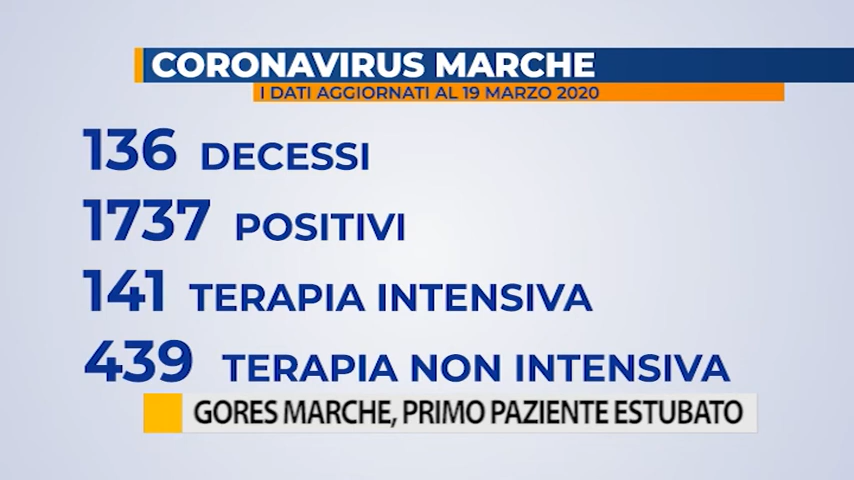 CORONAVIRUS MARCHE
I DATI AGGIORNATI AL 19 MARZO 2020
136 DECESSI
1737 POSITIVI
141 TERAPIA INTENSIVA
439 TERAPIA NON INTENSIVA
GORES MARCHE, PRIMO PAZIENTE ESTUBATO